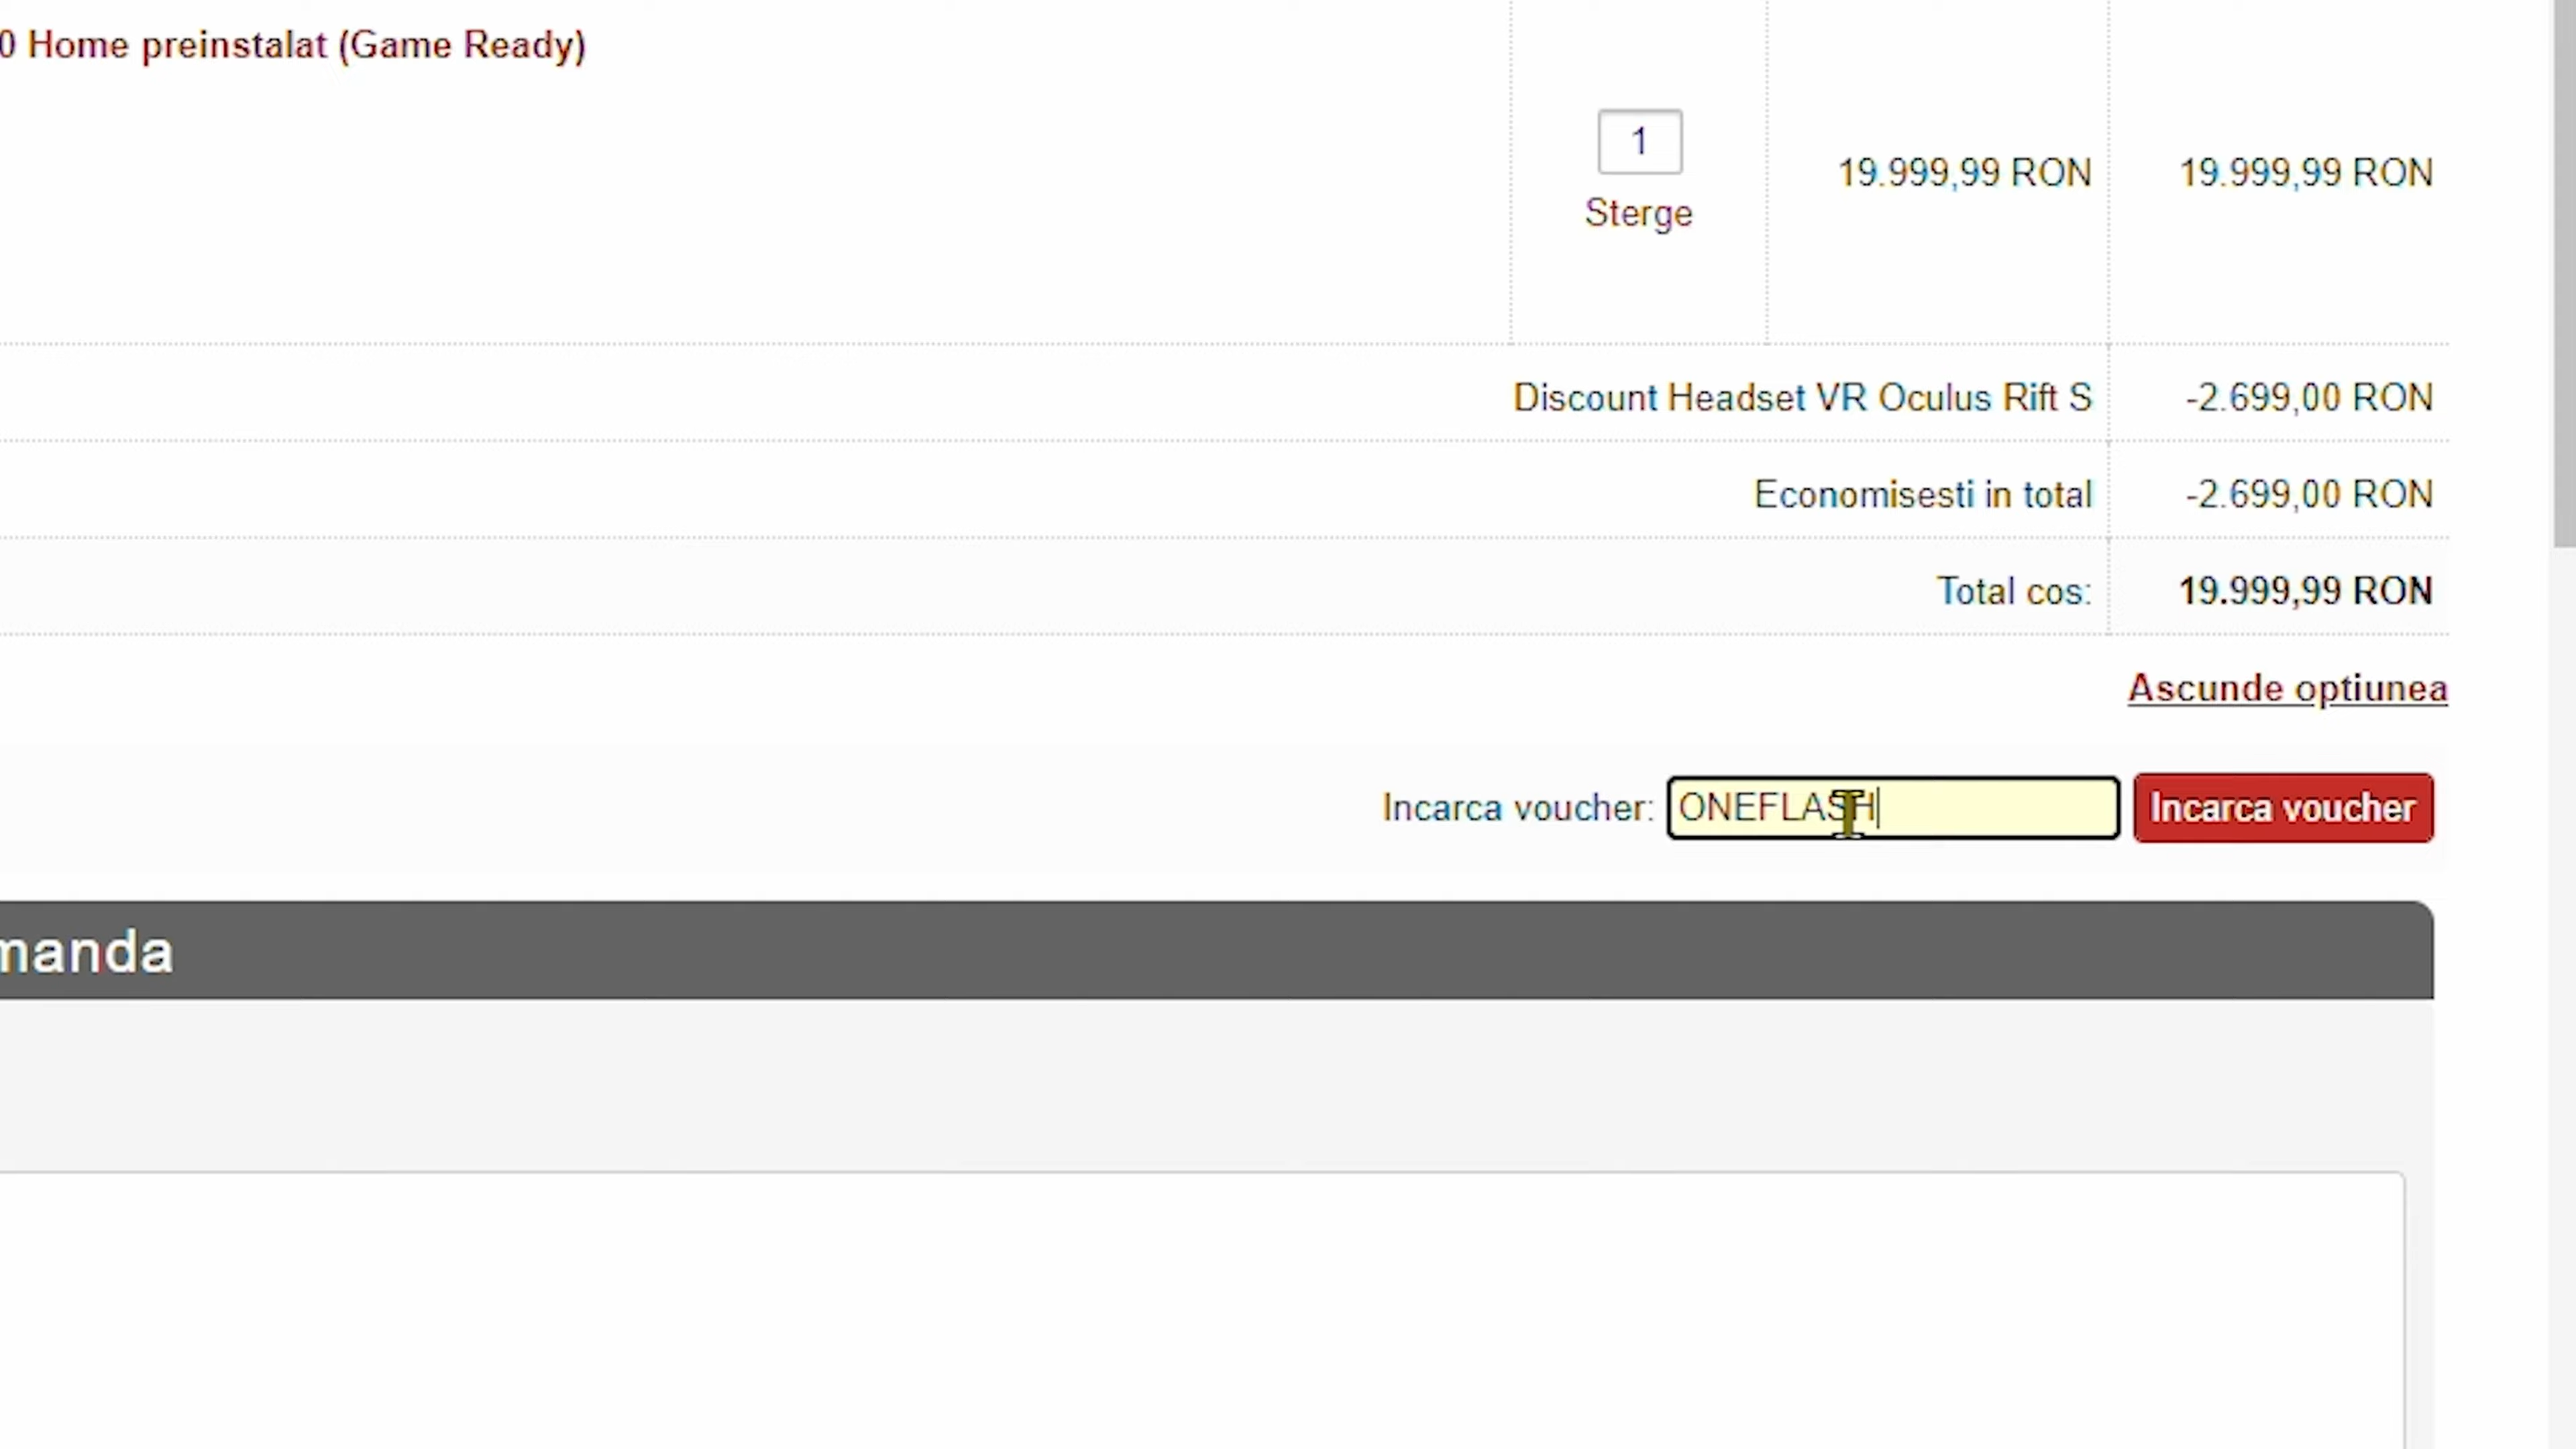 0 Home preinstalat (Game Ready)
1
Sterge
19.999,99 RON
19.999,99 RON
Discount Headset VR Oculus Rift S
-2.699,00 RON
Economisesti in total
-2.699,00 RON
Total cos:
19.999,99 RON
Ascunde optiunea
Incarca voucher:
ONEFLASH
Incarca voucher
manda